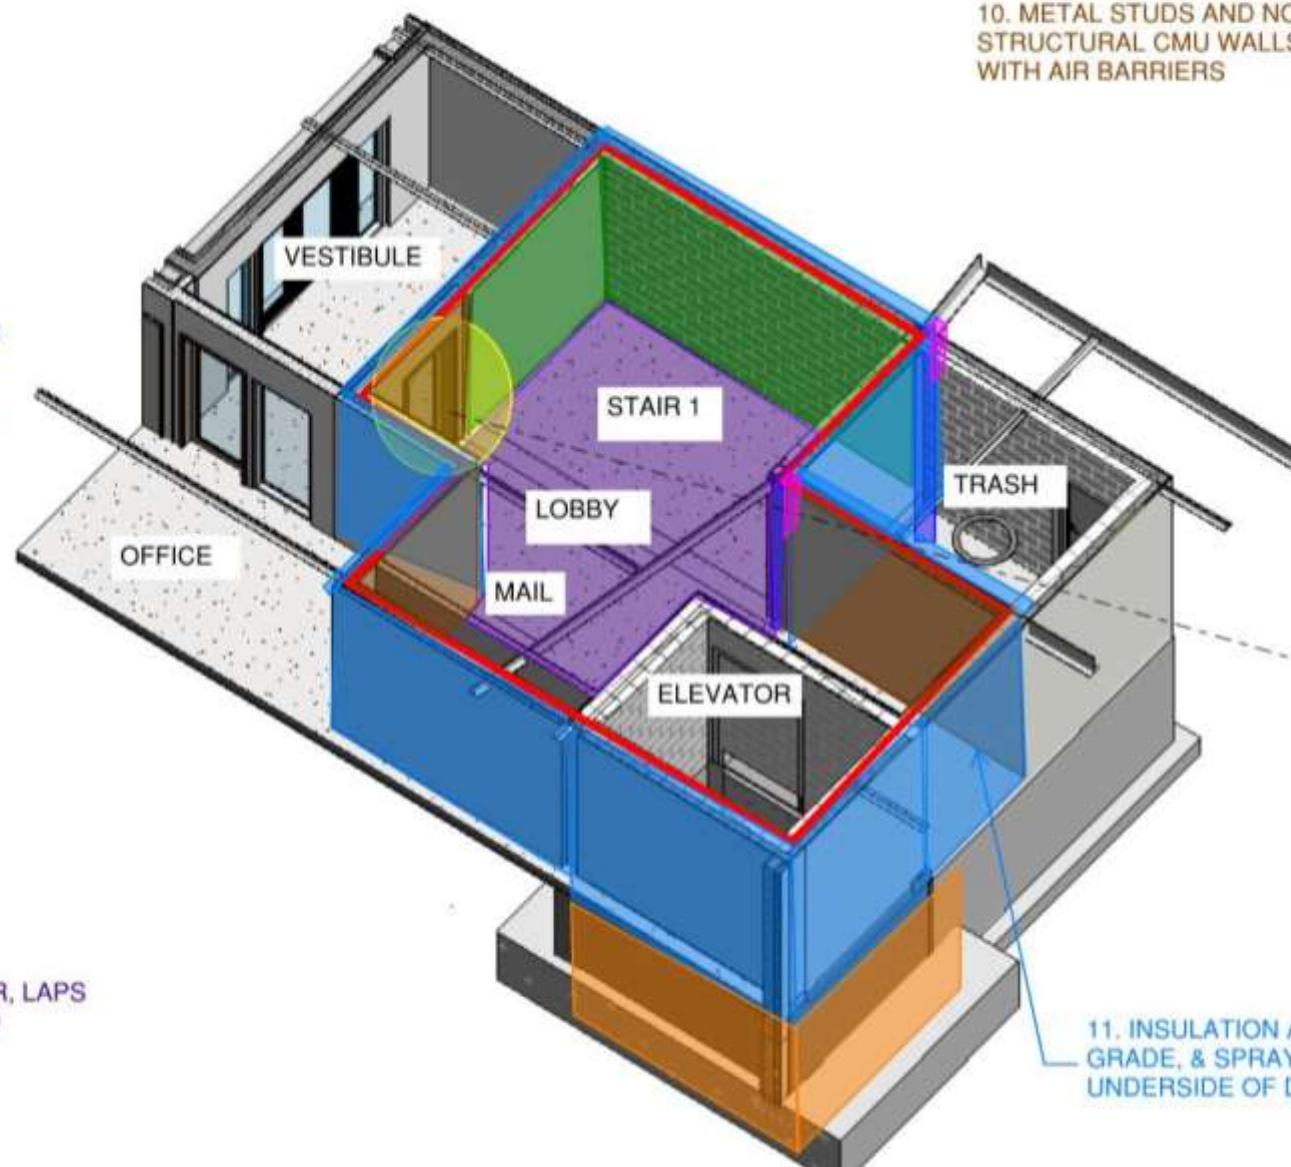 10. METAL STUDS AND
STRUCTURAL CMU WALLS
WITH AIR BARRIERS
VESTIBULE
STAIR 1
TRASH
LOBBY
OFFICE
MAIL
ELEVATOR
LAPS
11. INSULATION
GRADE, & SPRAY
UNDERSIDE OF